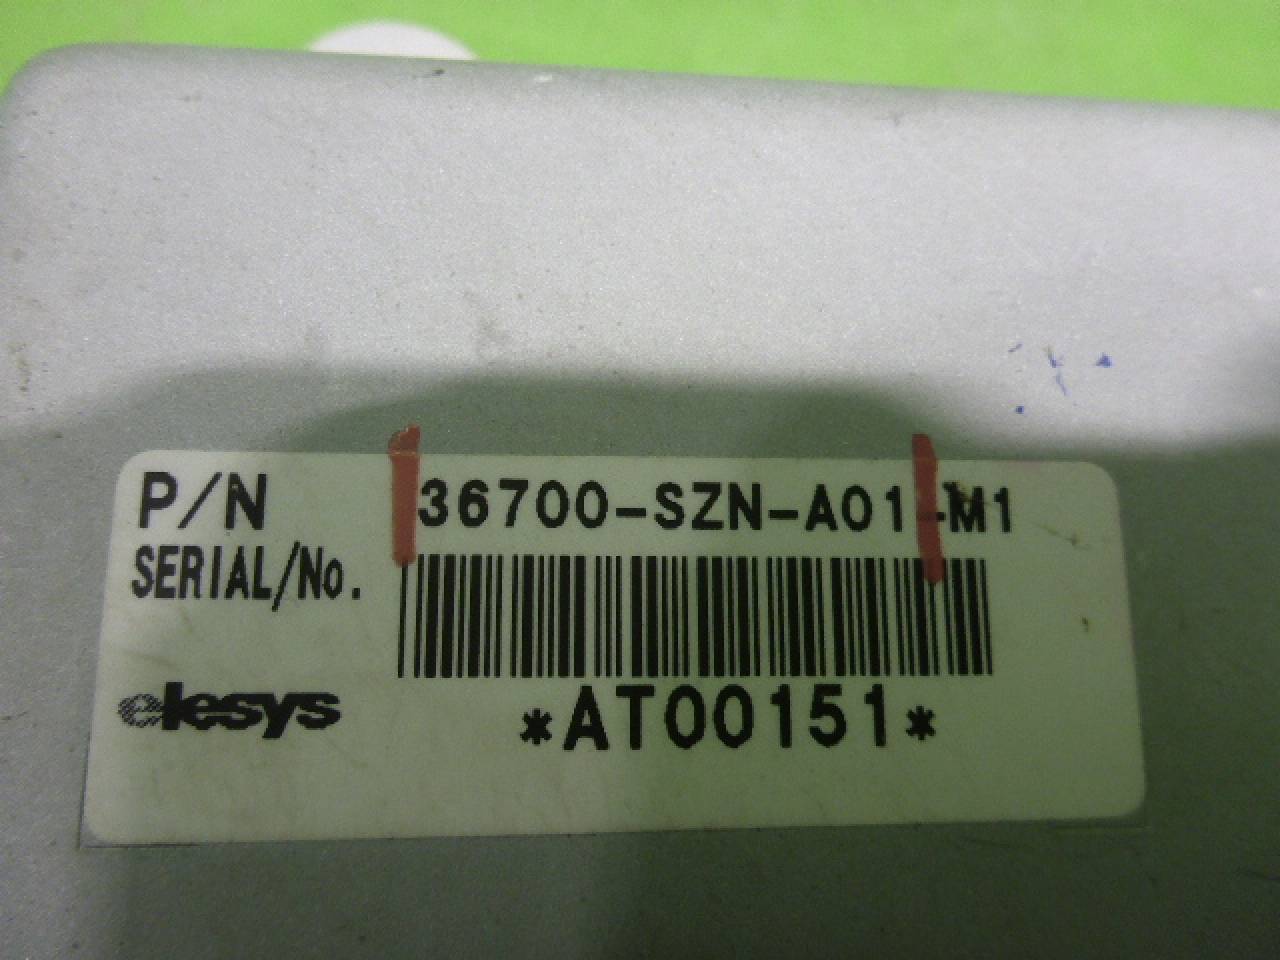 P/N 36700-SZN-A01-M1
SERIAL/No.
elesys *AT00151*